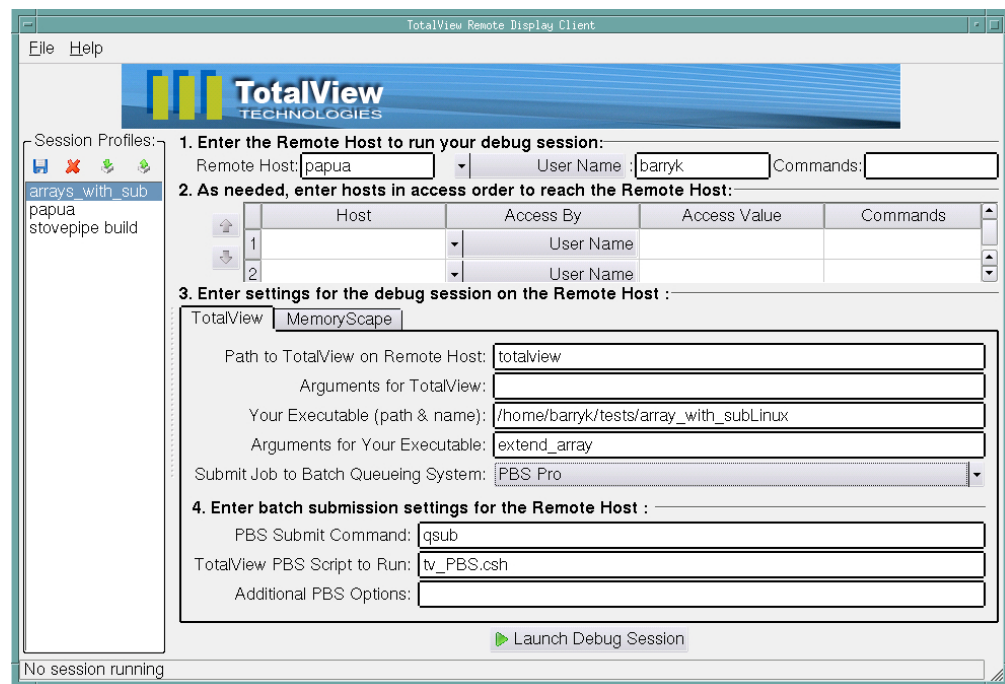 TotalView Remote Display Client
File Help
TotalView
TECHNOLOGIES
Session Profiles:
arrays_with_sub
papua
stovepipe build
1. Enter the Remote Host to run your debug session:
Remote Host: papua User Name : barryk Commands:
2. As needed, enter hosts in access order to reach the Remote Host:
Host Access By Access Value Commands
1 User Name
2 User Name
3. Enter settings for the debug session on the Remote Host :
TotalView MemoryScape
Path to TotalView on Remote Host: totalview
Arguments for TotalView:
Your Executable (path & name): /home/barryk/tests/array_with_subLinux
Arguments for Your Executable: extend_array
Submit Job to Batch Queueing System: PBS Pro
4. Enter batch submission settings for the Remote Host :
PBS Submit Command: qsub
TotalView PBS Script to Run: tv_PBS.csh
Additional PBS Options:
Launch Debug Session
No session running